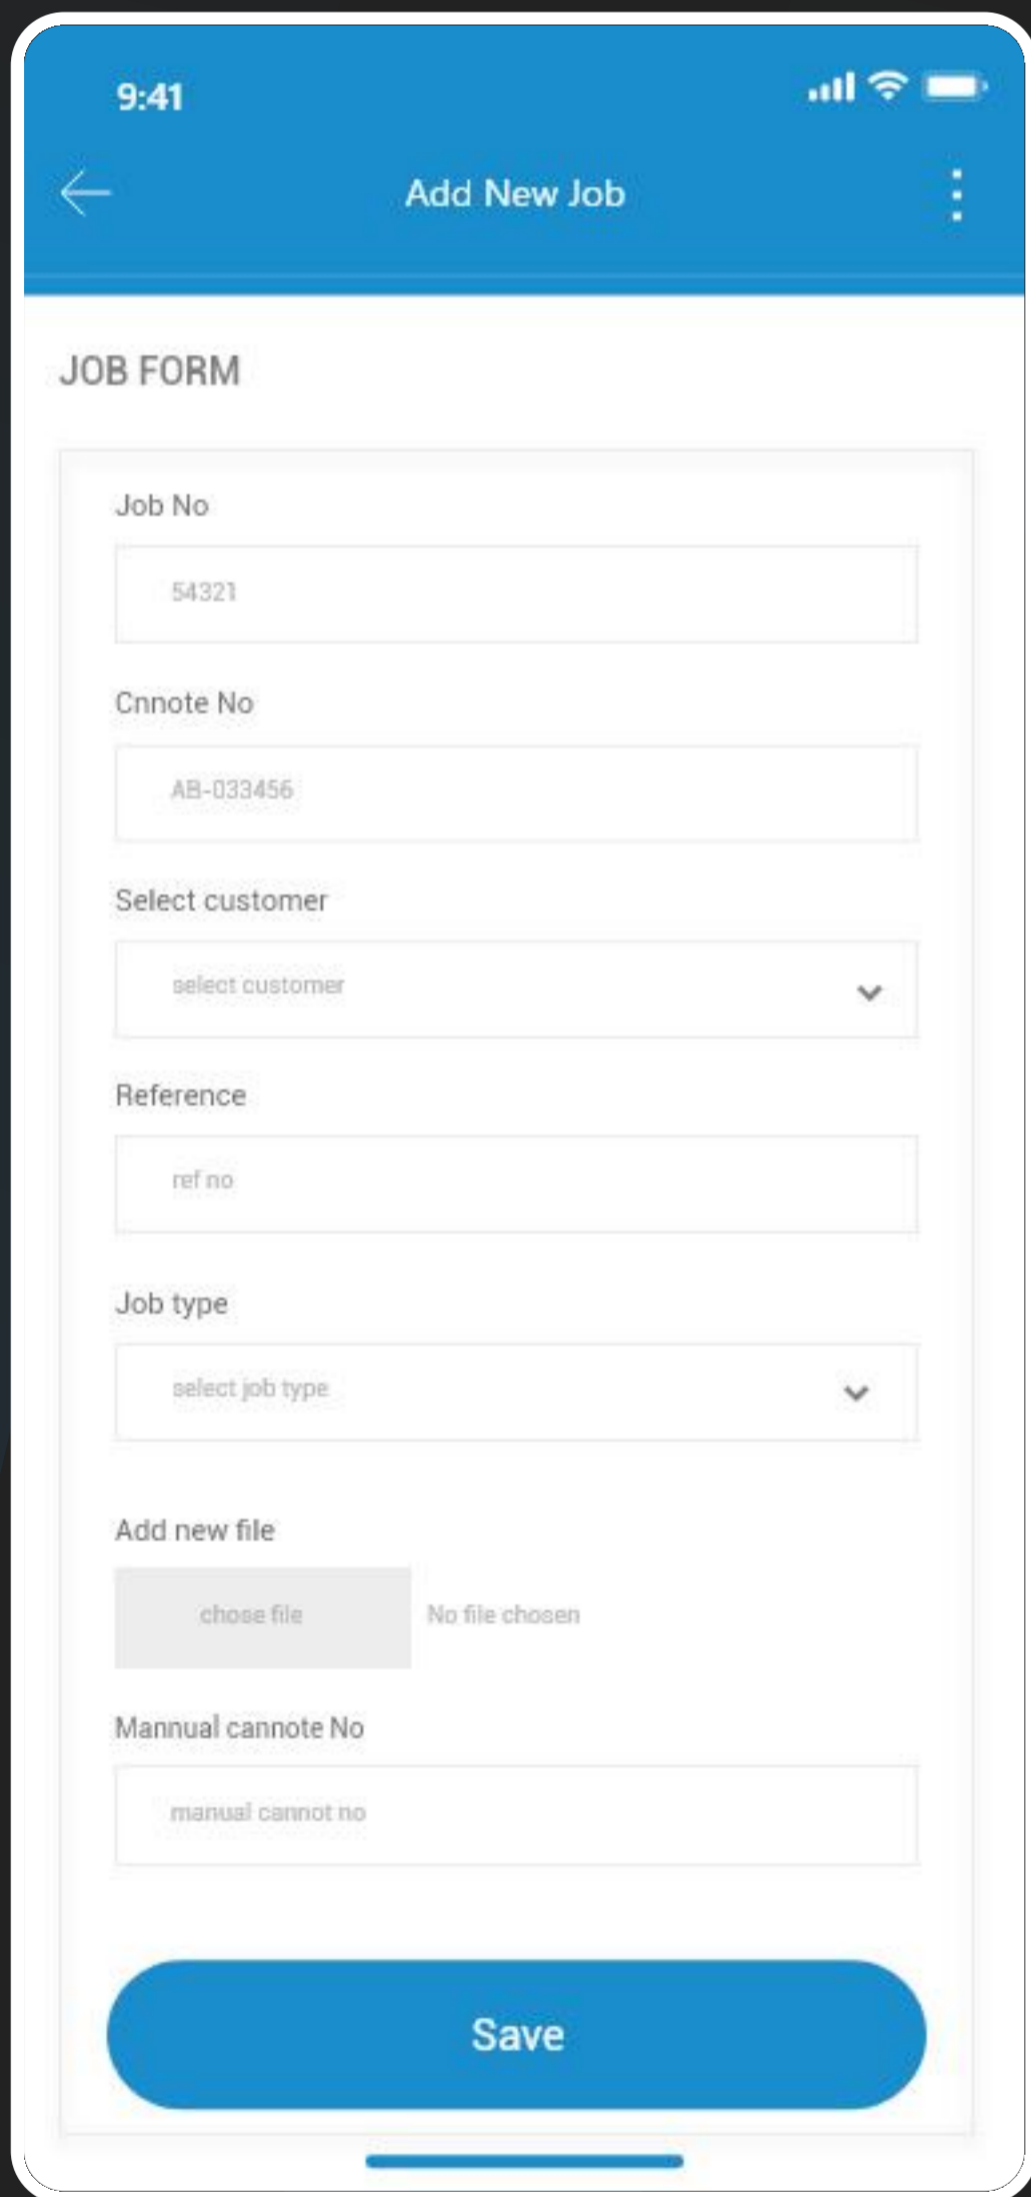 9:41
Add New Job
JOB FORM
Job No
54321
Cnnote No
AB-033456
Select customer
select customer
Reference
ref no
Job type
select job type
Add new file
chose file No file chosen
Mannual cannote No
manual cannot no
Save